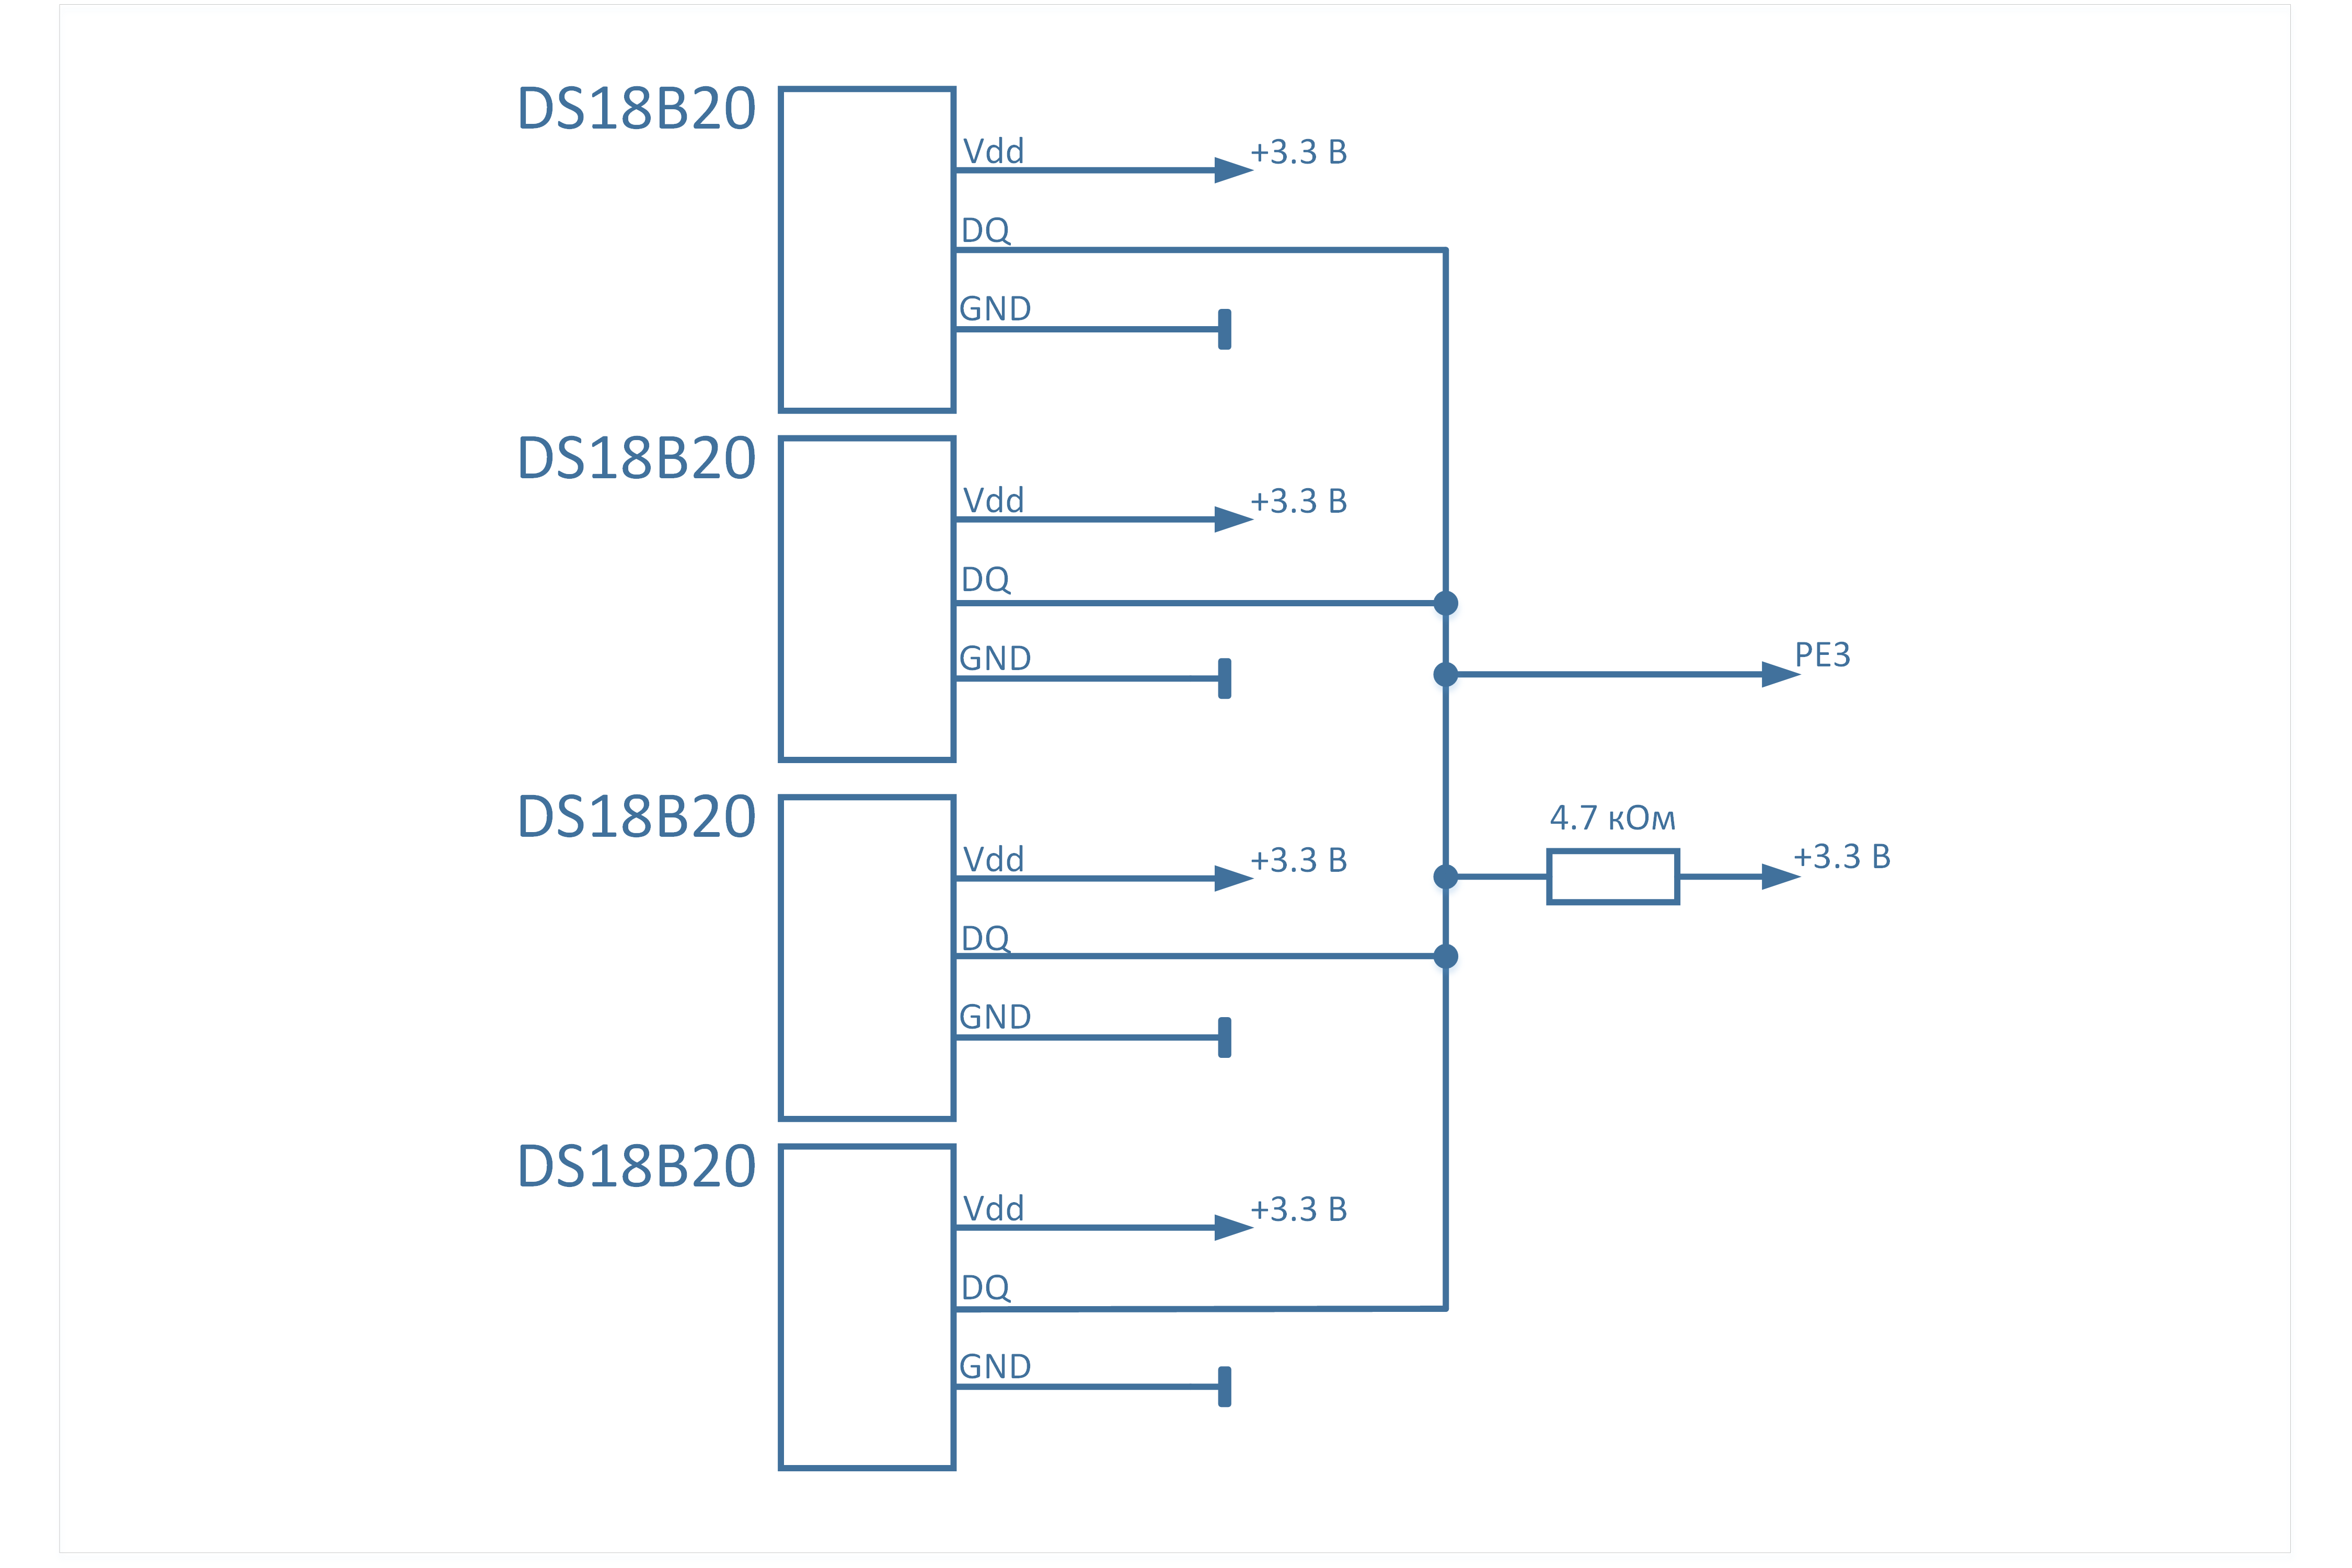 DS18B20
Vdd
+3.3 В
DQ
GND
DS18B20
Vdd
+3.3 В
DQ
GND
PE3
DS18B20
4.7 кОм
Vdd
+3.3 В
+3.3 В
DQ
GND
DS18B20
Vdd
+3.3 В
DQ
GND